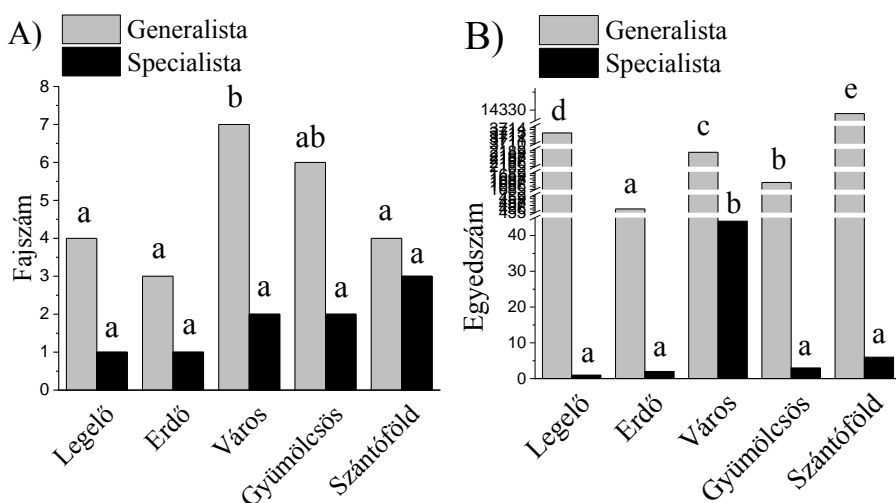 A)
Generalista
Specialista
Fajszám
8
7
6
5
4
3
2
1
0
a
a
a
a
b
a
ab
a
a
a
Legelő
Erdő
Város
Gyümölcsös
Szántóföld
B)
Generalista
Specialista
Egyedszám
14330
3714
40
30
20
10
0
d
a
a
a
c
b
b
a
e
a
Legelő
Erdő
Város
Gyümölcsös
Szántóföld